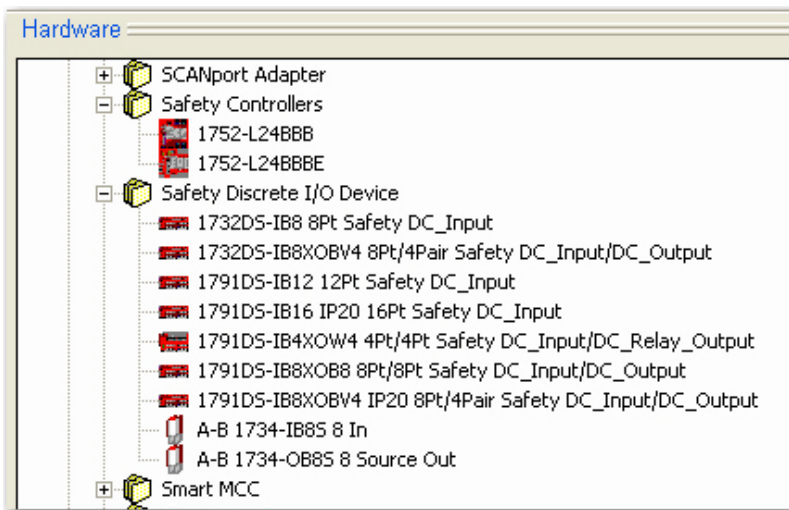 Hardware
SCANport Adapter
Safety Controllers
1752-L24BBB
1752-L24BBBE
Safety Discrete I/O Device
1732DS-IB8 8Pt Safety DC_Input
1732DS-IB8XOBV4 8Pt/4Pair Safety DC_Input/DC_Output
1791DS-IB12 12Pt Safety DC_Input
1791DS-IB16 IP20 16Pt Safety DC_Input
1791DS-IB4XOW4 4Pt/4Pt Safety DC_Input/DC_Relay_Output
1791DS-IB8XOB8 8Pt/8Pt Safety DC_Input/DC_Output
1791DS-IB8XOBV4 IP20 8Pt/4Pair Safety DC_Input/DC_Output
A-B 1734-IB8S 8 In
A-B 1734-OB8S 8 Source Out
Smart MCC